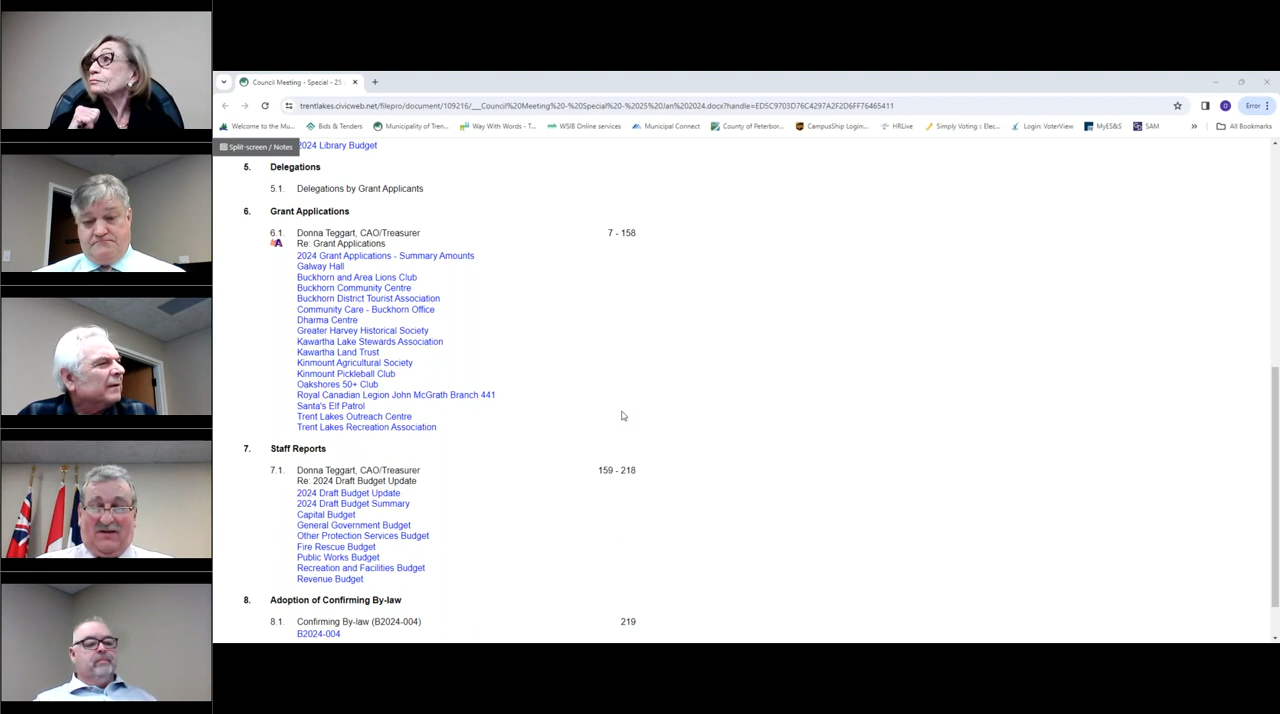 Council Meeting - Special - 25
trentlakes.civicweb.net/filepro/document/109216/__Council%20Meeting%20-%20Special%20-%2025%20Jan%202024.docx?handle=ED5C9703D76C4297A2F2D6FF76465411
Error
Welcome to the Mu... Bids & Tenders Municipality of Tren... Way With Words - T... WSIB Online services Municipal Connect County of Peterbor... CampusShip Login:... HRLive Simply Voting : Elec... Login: VoterView MyES&S SAM » All Bookmarks
Split-screen / Notes
2024 Library Budget
5. Delegations
5.1. Delegations by Grant Applicants
6. Grant Applications
6.1. Donna Teggart, CAO/Treasurer 7 - 158
Re: Grant Applications
2024 Grant Applications - Summary Amounts
Galway Hall
Buckhorn and Area Lions Club
Buckhorn Community Centre
Buckhorn District Tourist Association
Community Care - Buckhorn Office
Dharma Centre
Greater Harvey Historical Society
Kawartha Lake Stewards Association
Kawartha Land Trust
Kinmount Agricultural Society
Kinmount Pickleball Club
Oakshores 50+ Club
Royal Canadian Legion John McGrath Branch 441
Santa's Elf Patrol
Trent Lakes Outreach Centre
Trent Lakes Recreation Association
7. Staff Reports
7.1. Donna Teggart, CAO/Treasurer 159 - 218
Re: 2024 Draft Budget Update
2024 Draft Budget Update
2024 Draft Budget Summary
Capital Budget
General Government Budget
Other Protection Services Budget
Fire Rescue Budget
Public Works Budget
Recreation and Facilities Budget
Revenue Budget
8. Adoption of Confirming By-law
8.1. Confirming By-law (B2024-004) 219
B2024-004